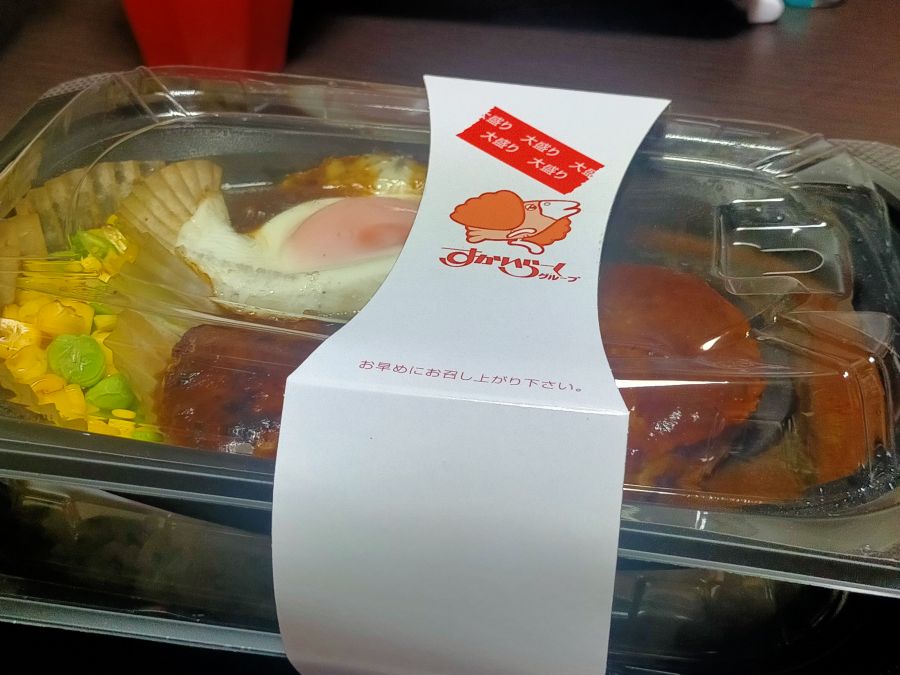 大盛り 大盛り 大盛
大盛り 大盛り
すかいらーく
グループ
お早めにお召し上がり下さい。